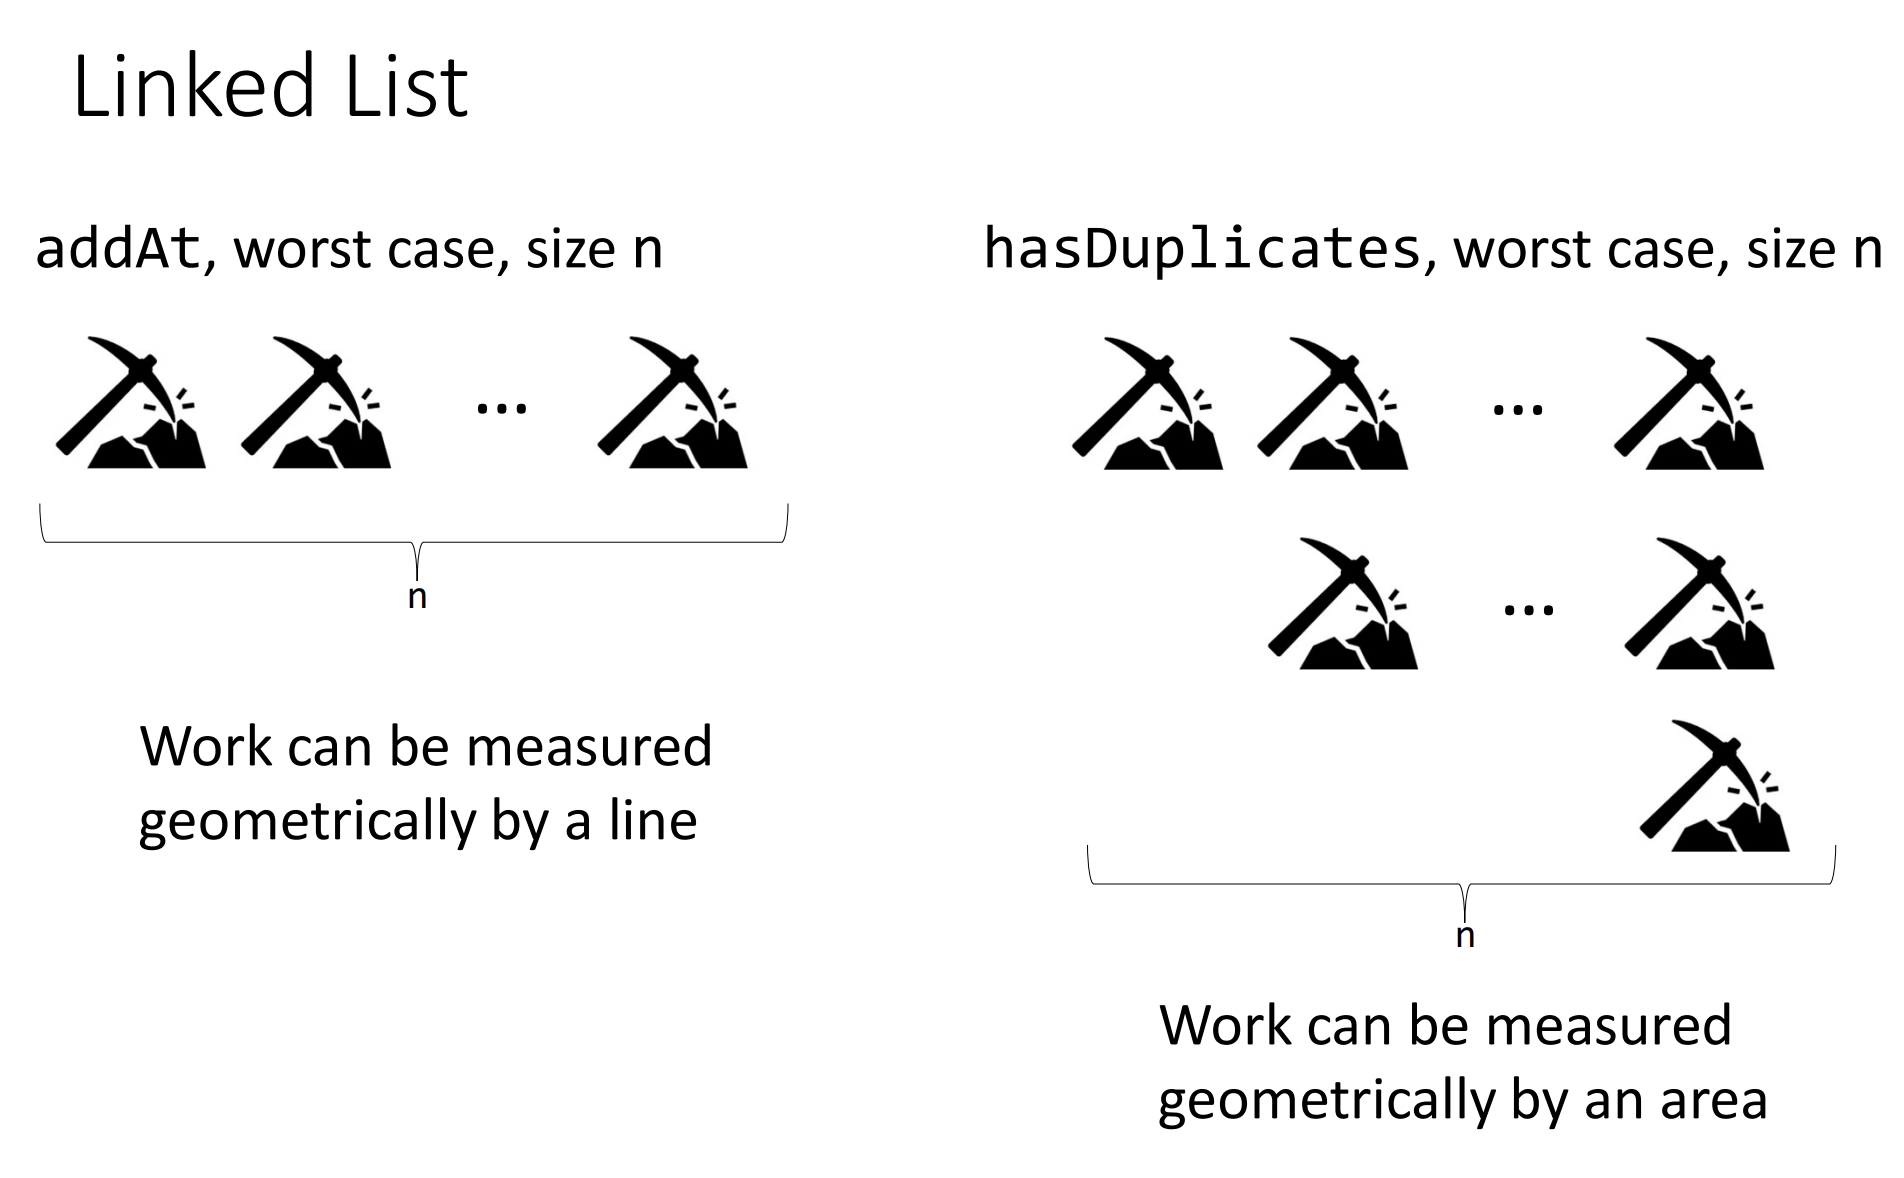 Linked List
addAt, worst case, size n
...
n
Work can be measured
geometrically by a line
hasDuplicates, worst case, size n
...
...
n
Work can be measured
geometrically by an area